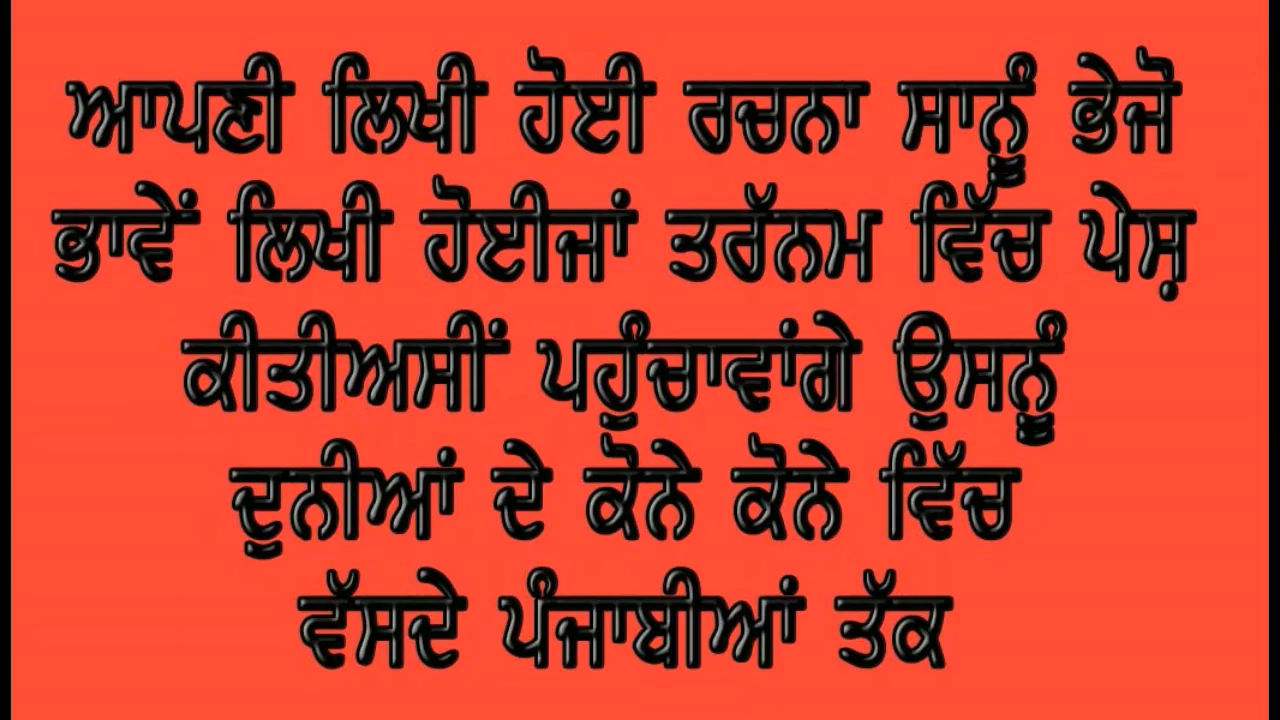 ਆਪਣੀ ਲਿਖੀ ਹੋਈ ਰਚਨਾ ਸਾਨੂੰ ਭੇਜੋ
ਭਾਵੇਂ ਲਿਖੀ ਹੋਈਜਾਂ ਤਰੱਨਮ ਵਿੱਚ ਪੇਸ਼
ਕੀਤੀਅਸੀਂ ਪਹੁੰਚਾਵਾਂਗੇ ਉਸਨੂੰ
ਦੁਨੀਆਂ ਦੇ ਕੋਨੇ ਕੋਨੇ ਵਿੱਚ
ਵੱਸਦੇ ਪੰਜਾਬੀਆਂ ਤੱਕ